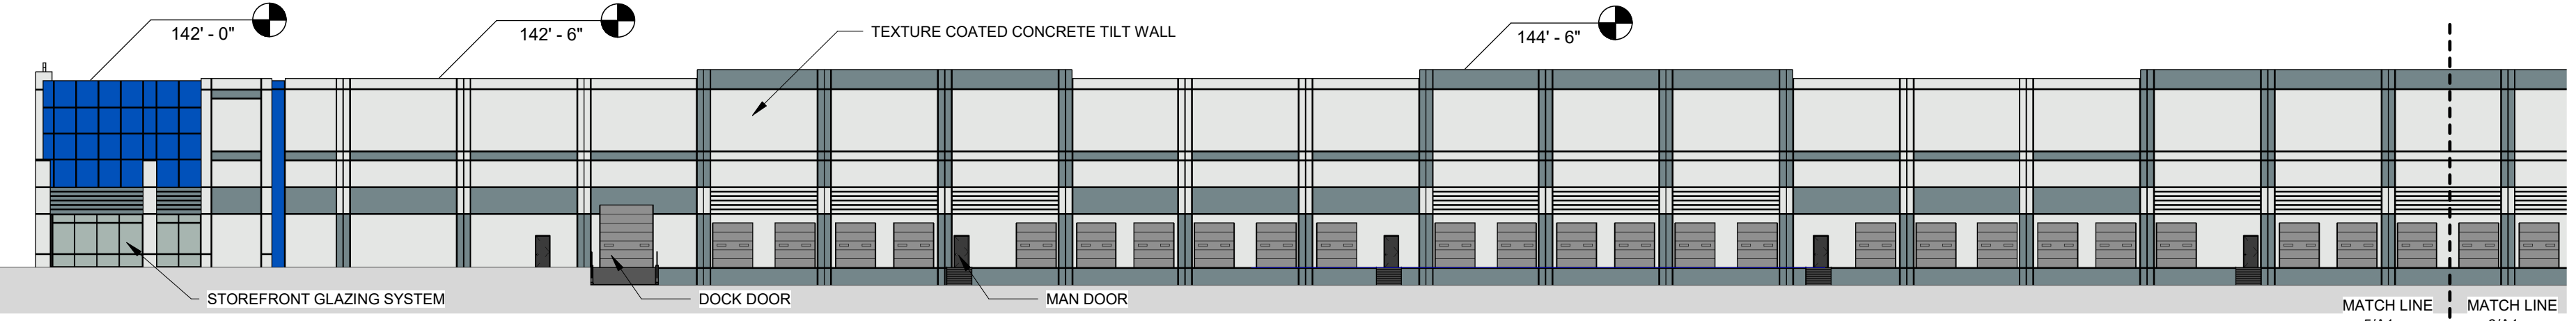 142' - 0"
142' - 6"
TEXTURE COATED CONCRETE TILT WALL
144' - 6"
STOREFRONT GLAZING SYSTEM
DOCK DOOR
MAN DOOR
MATCH LINE
MATCH LINE